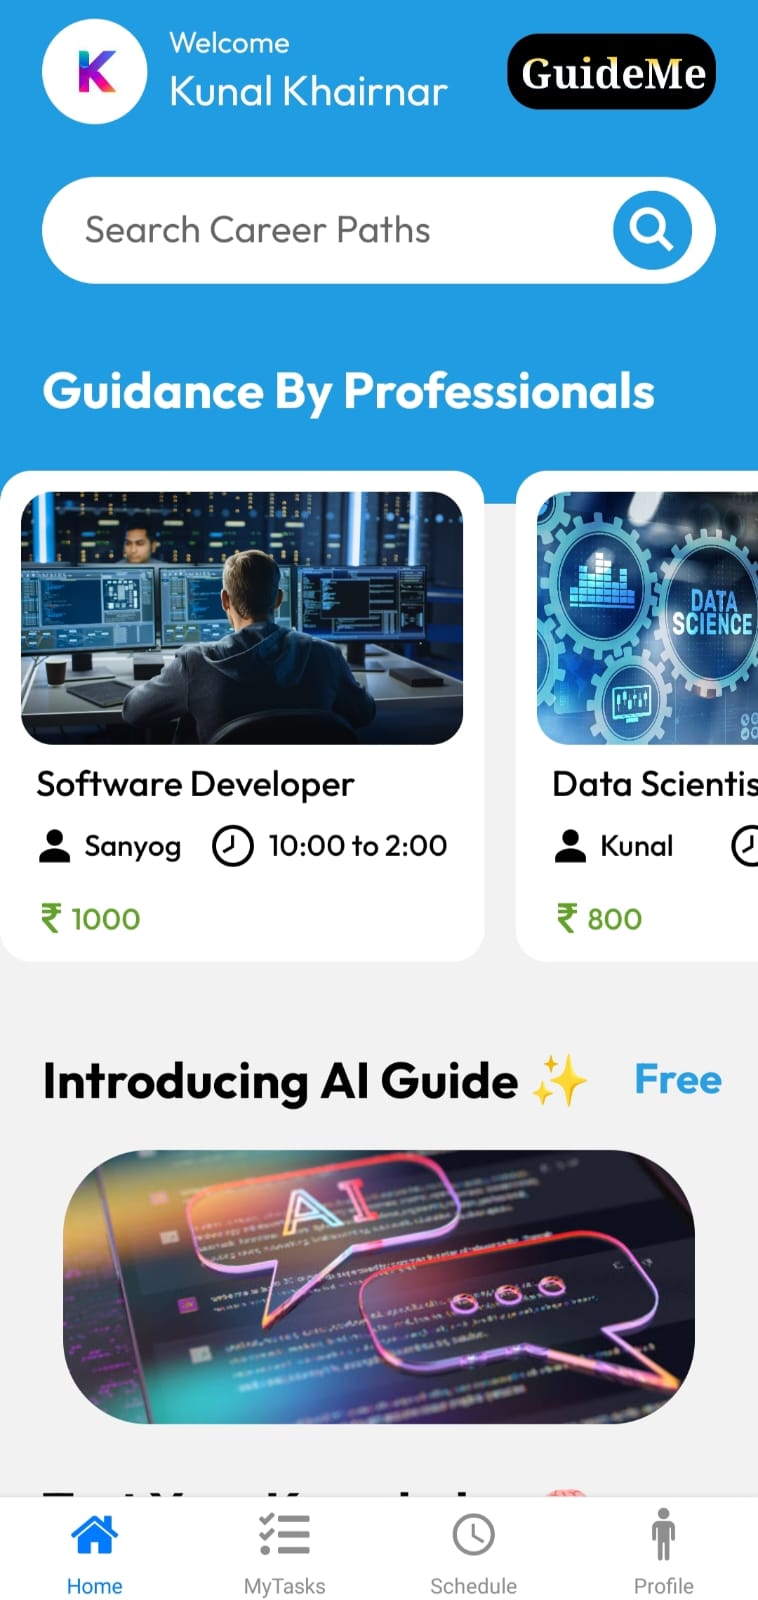 Welcome
Kunal Khairnar
GuideMe
Search Career Paths
Guidance By Professionals
DATA
SCIENCE
Software Developer
Data Scientis
Sanyog
10:00 to 2:00
Kunal
₹ 1000
₹ 800
Introducing AI Guide ✨
Free
AI
Home
MyTasks
Schedule
Profile